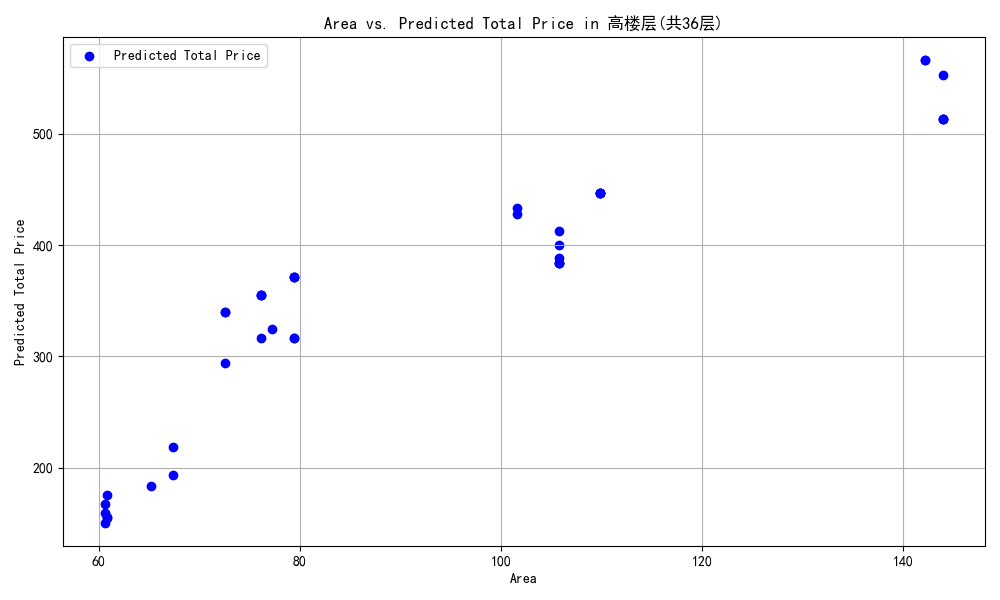 Area vs. Predicted Total Price in 高楼层(共36层)
Predicted Total Price
500
400
300
200
Predicted Total Price
60
80
100
120
140
Area